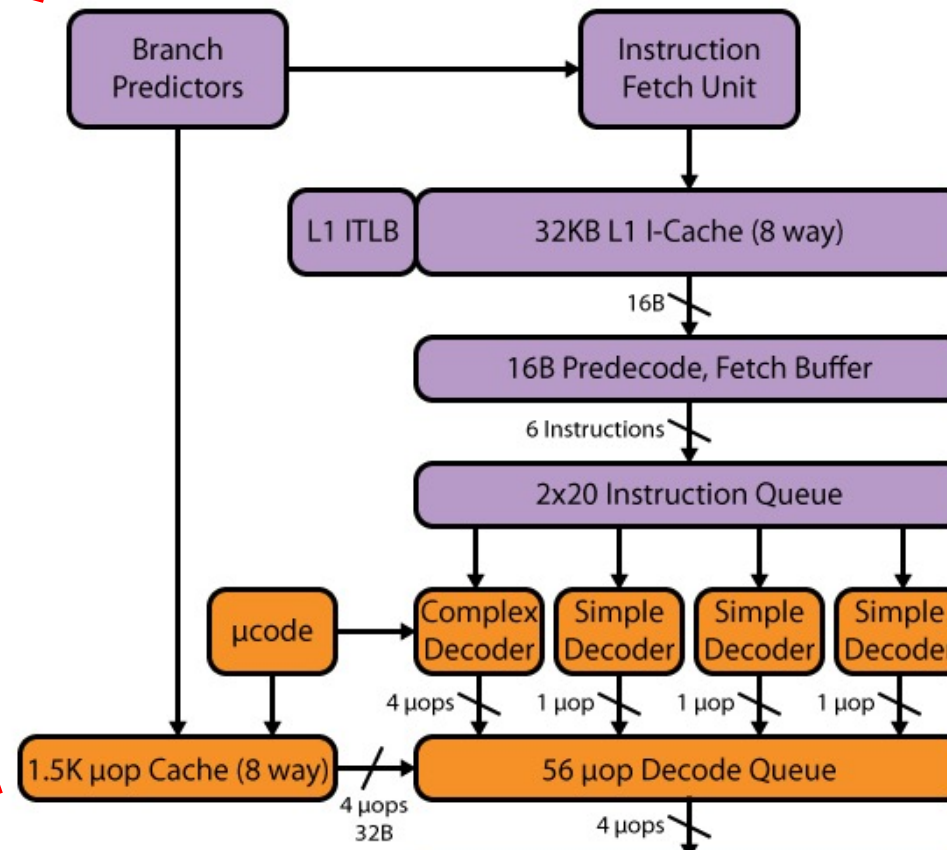 Branch
Predictors
Instruction
Fetch Unit
L1 ITLB
32KB L1 I-Cache (8 way)
16B
16B Predecode, Fetch Buffer
6 Instructions
2x20 Instruction Queue
μcode
Complex
Decoder
Simple
Decoder
Simple
Decoder
Simple
Decoder
4 μops
1 μop
1 μop
1 μop
1.5K μop Cache (8 way)
4 μops
32B
56 μop Decode Queue
4 μops